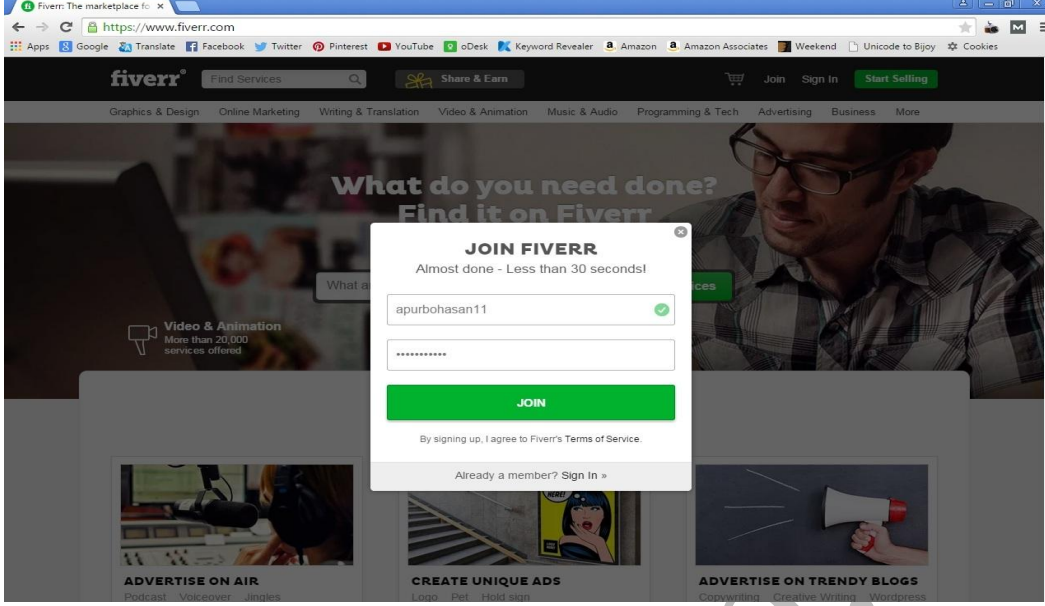 Fiverr: The marketplace fo
https://www.fiverr.com
Apps Google Translate Facebook Twitter Pinterest YouTube oDesk Keyword Revealer Amazon Amazon Associates Weekend Unicode to Bijoy Cookies
fiverr® Find Services Share & Earn Join Sign In Start Selling
Graphics & Design Online Marketing Writing & Translation Video & Animation Music & Audio Programming & Tech Advertising Business More
What do you need done?
Find it on Fiverr
JOIN FIVERR
Almost done - Less than 30 seconds!
What a
apurbohasan11
•••••••••••
JOIN
By signing up, I agree to Fiverr's Terms of Service.
Already a member? Sign In »
Video & Animation
More than 20,000
services offered
HERE!
ADVERTISE ON AIR
Podcast Voiceover Jingles
CREATE UNIQUE ADS
Logo Pet Hold sign
ADVERTISE ON TRENDY BLOGS
Copywriting Creative Writing Wordpress